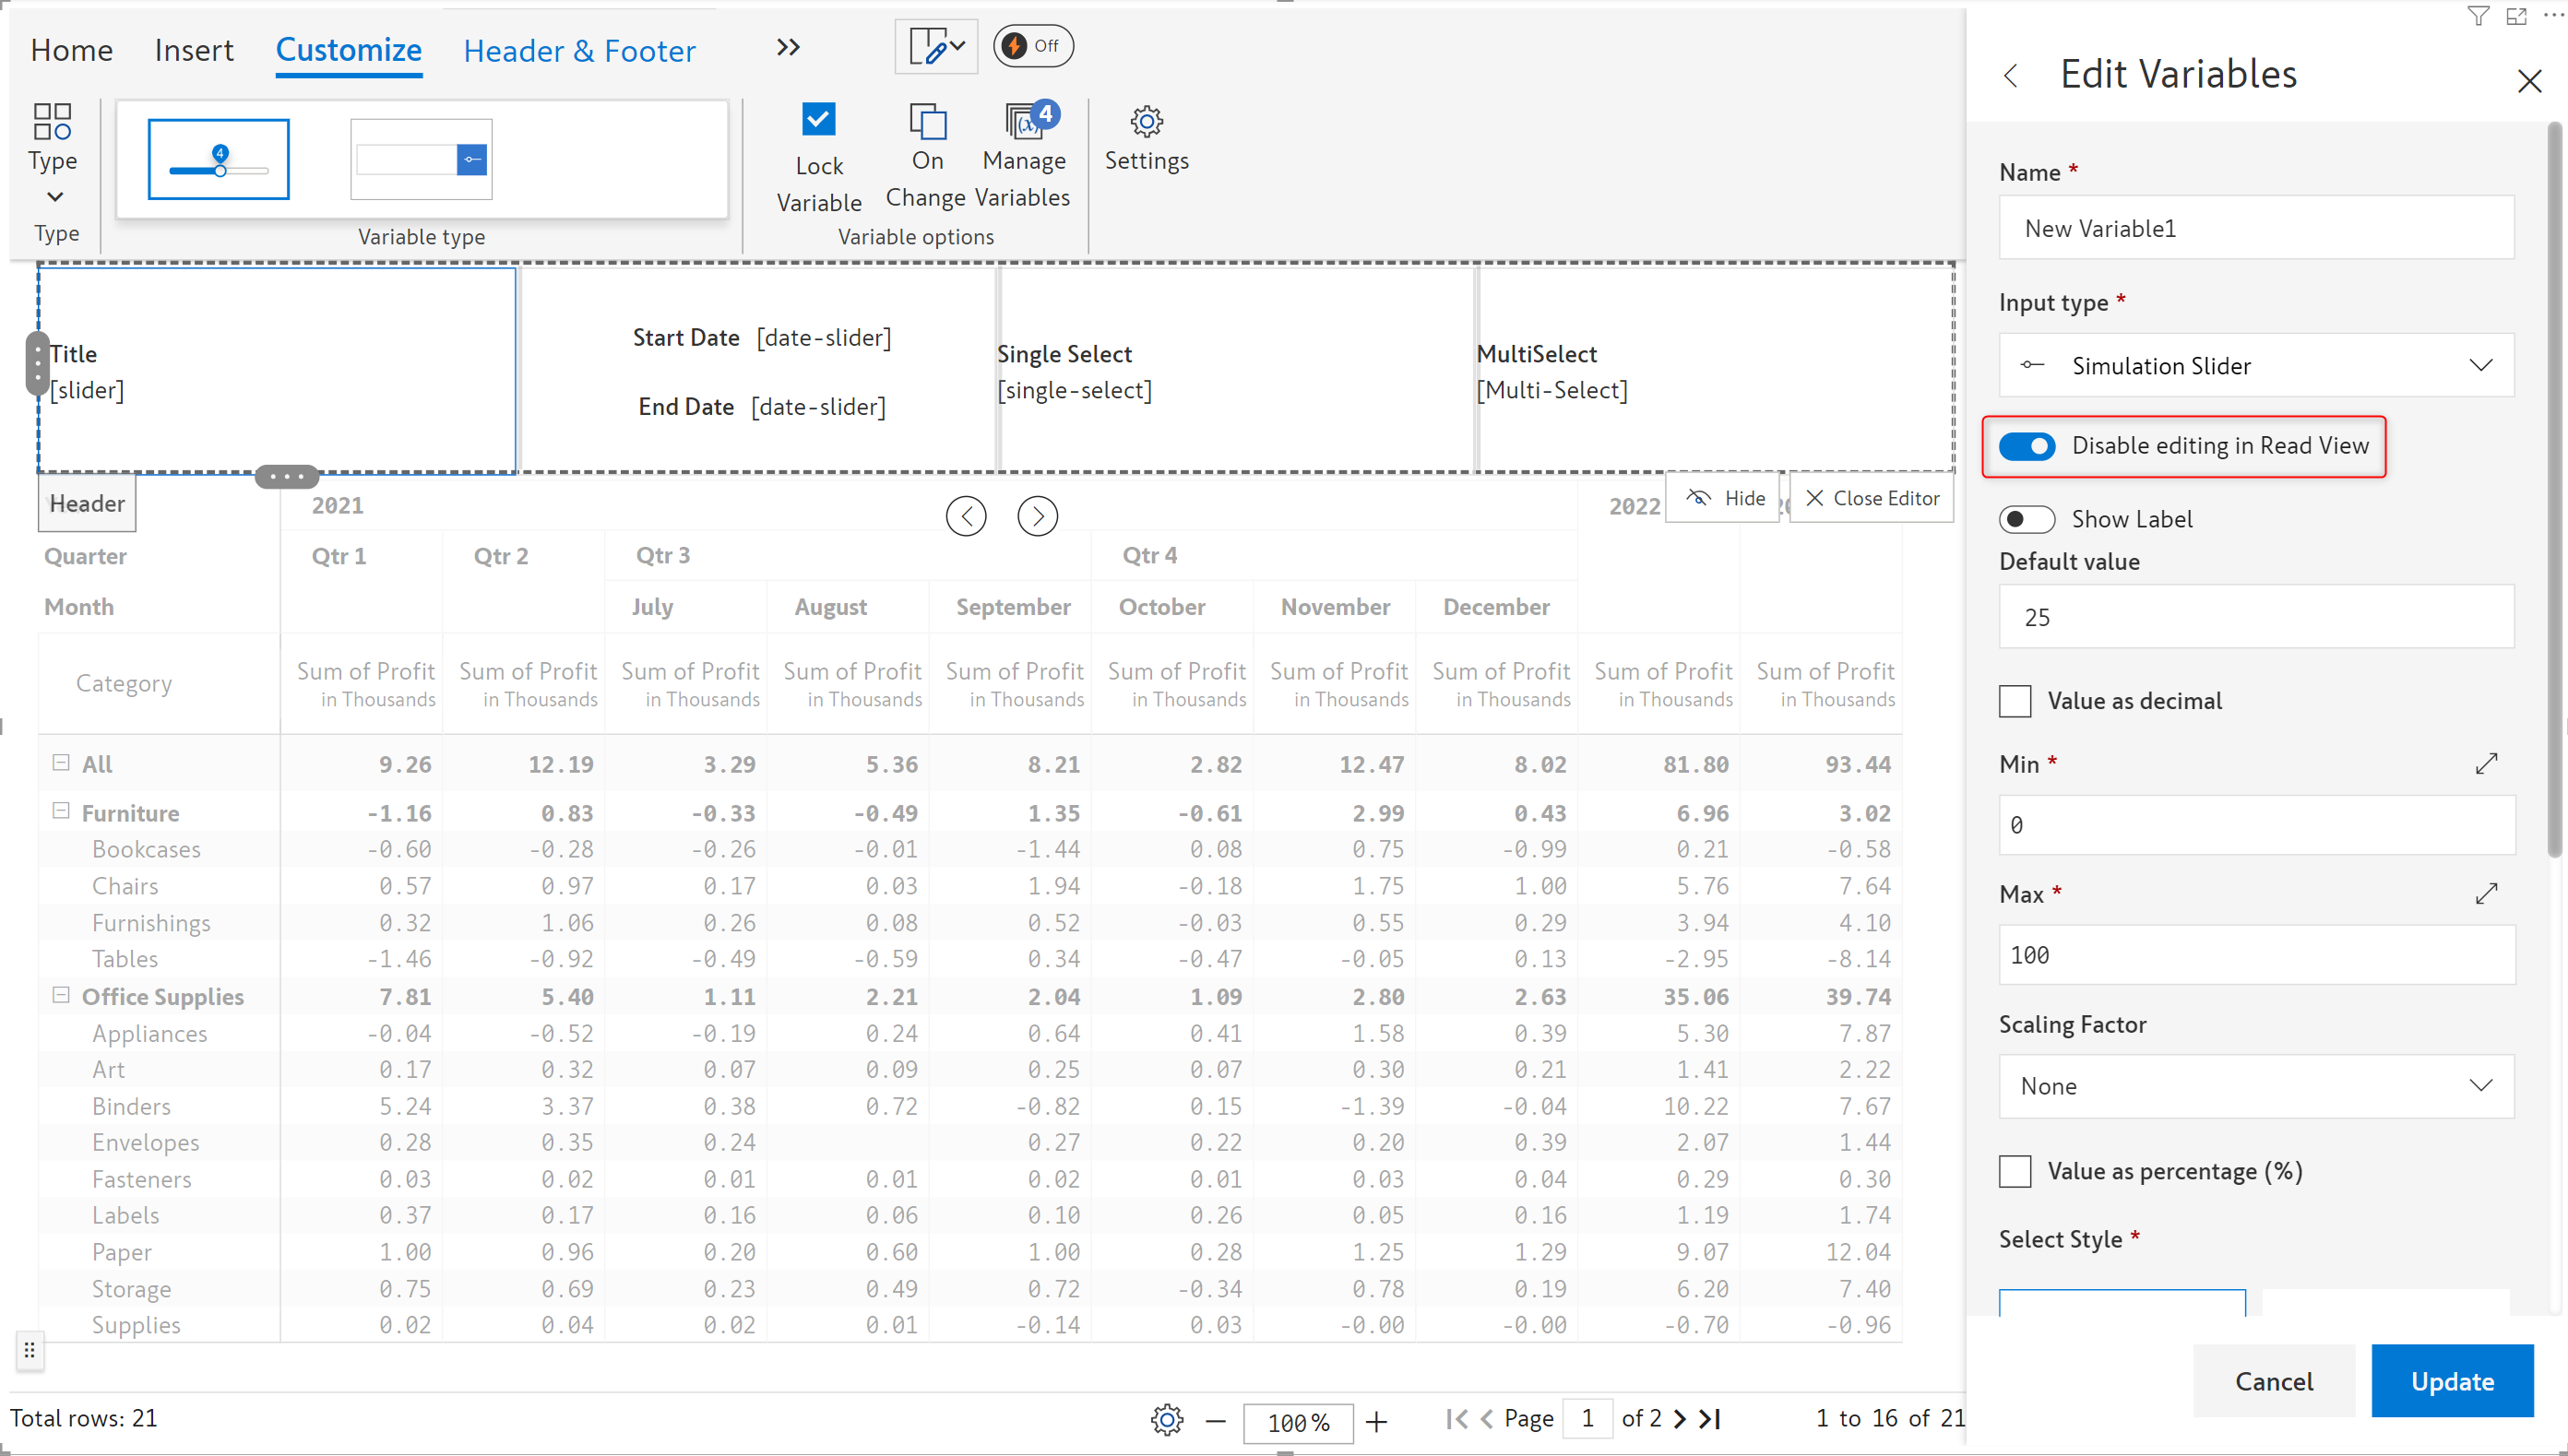 Home Insert Customize Header & Footer Off
Type
Type
4
Variable type
Lock
Variable
On
Change
4
Manage
Variables
Variable options
Settings
Title
[slider]
Start Date [date-slider]
End Date [date-slider]
Single Select
[single-select]
MultiSelect
[Multi-Select]
Header
Hide
Close Editor
2021 2022
Quarter Qtr 1 Qtr 2 Qtr 3 Qtr 4
Month July August September October November December
Category Sum of Profit Sum of Profit Sum of Profit Sum of Profit Sum of Profit Sum of Profit Sum of Profit Sum of Profit Sum of Profit Sum of Profit
in Thousands in Thousands in Thousands in Thousands in Thousands in Thousands in Thousands in Thousands in Thousands in Thousands
All 9.26 12.19 3.29 5.36 8.21 2.82 12.47 8.02 81.80 93.44
Furniture -1.16 0.83 -0.33 -0.49 1.35 -0.61 2.99 0.43 6.96 3.02
Bookcases -0.60 -0.28 -0.26 -0.01 -1.44 0.08 0.75 -0.99 0.21 -0.58
Chairs 0.57 0.97 0.17 0.03 1.94 -0.18 1.75 1.00 5.76 7.64
Furnishings 0.32 1.06 0.26 0.08 0.52 -0.03 0.55 0.29 3.94 4.10
Tables -1.46 -0.92 -0.49 -0.59 0.34 -0.47 -0.05 0.13 -2.95 -8.14
Office Supplies 7.81 5.40 1.11 2.21 2.04 1.09 2.80 2.63 35.06 39.74
Appliances -0.04 -0.52 -0.19 0.24 0.64 0.41 1.58 0.39 5.30 7.87
Art 0.17 0.32 0.07 0.09 0.25 0.07 0.30 0.21 1.41 2.22
Binders 5.24 3.37 0.38 0.72 -0.82 0.15 -1.39 -0.04 10.22 7.67
Envelopes 0.28 0.35 0.24 0.27 0.22 0.20 0.39 2.07 1.44
Fasteners 0.03 0.02 0.01 0.01 0.02 0.01 0.03 0.04 0.29 0.30
Labels 0.37 0.17 0.16 0.06 0.10 0.26 0.05 0.16 1.19 1.74
Paper 1.00 0.96 0.20 0.60 1.00 0.28 1.25 1.29 9.07 12.04
Storage 0.75 0.69 0.23 0.49 0.72 -0.34 0.78 0.19 6.20 7.40
Supplies 0.02 0.04 0.02 0.01 -0.14 0.03 -0.00 -0.00 -0.70 -0.96
Total rows: 21 100% Page 1 of 2 1 to 16 of 21
Edit Variables
Name *
New Variable1
Input type *
Simulation Slider
Disable editing in Read View
Show Label
Default value
25
Value as decimal
Min *
0
Max *
100
Scaling Factor
None
Value as percentage (%)
Select Style *
Cancel
Update